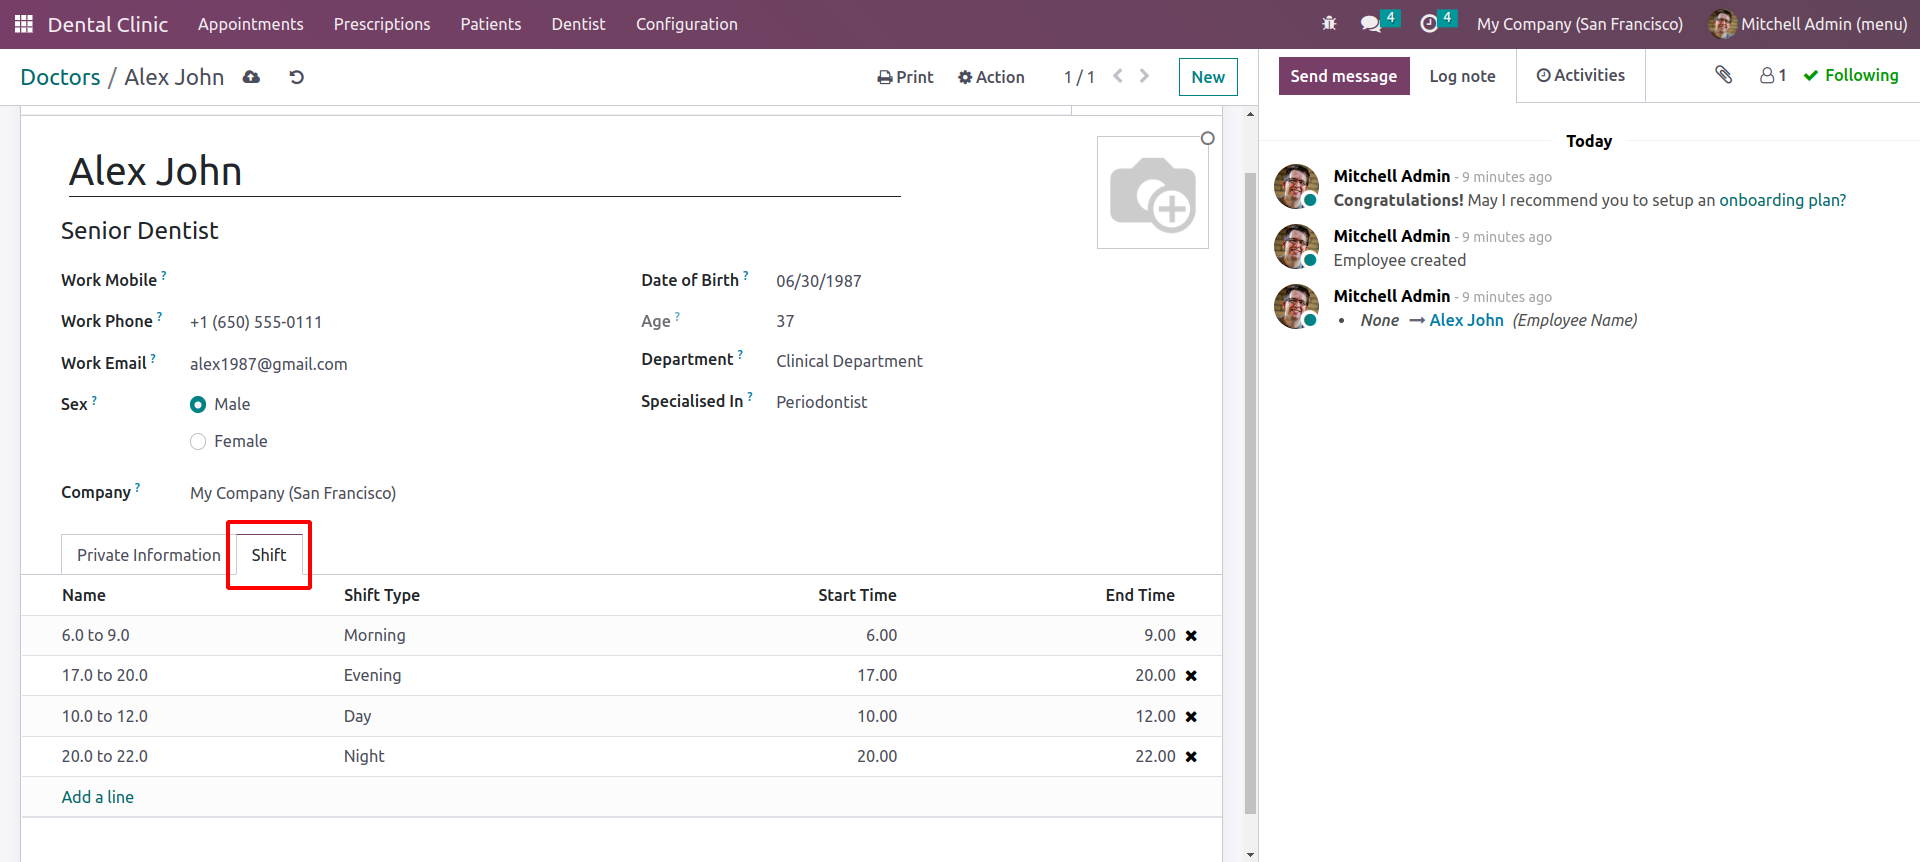 Dental Clinic Appointments Prescriptions Patients Dentist Configuration 4 4 My Company (San Francisco) Mitchell Admin (menu)
Doctors / Alex John Print Action 1 / 1 New
Send message Log note Activities 1 Following
Alex John
Senior Dentist
Work Mobile ?
Work Phone ? +1 (650) 555-0111
Work Email ? alex1987@gmail.com
Sex ? Male
Female
Company ? My Company (San Francisco)
Date of Birth ? 06/30/1987
Age ? 37
Department ? Clinical Department
Specialised In ? Periodontist
Private Information Shift
Name Shift Type Start Time End Time
6.0 to 9.0 Morning 6.00 9.00
17.0 to 20.0 Evening 17.00 20.00
10.0 to 12.0 Day 10.00 12.00
20.0 to 22.0 Night 20.00 22.00
Add a line
Today
Mitchell Admin - 9 minutes ago
Congratulations! May I recommend you to setup an onboarding plan?
Mitchell Admin - 9 minutes ago
Employee created
Mitchell Admin - 9 minutes ago
• None → Alex John (Employee Name)